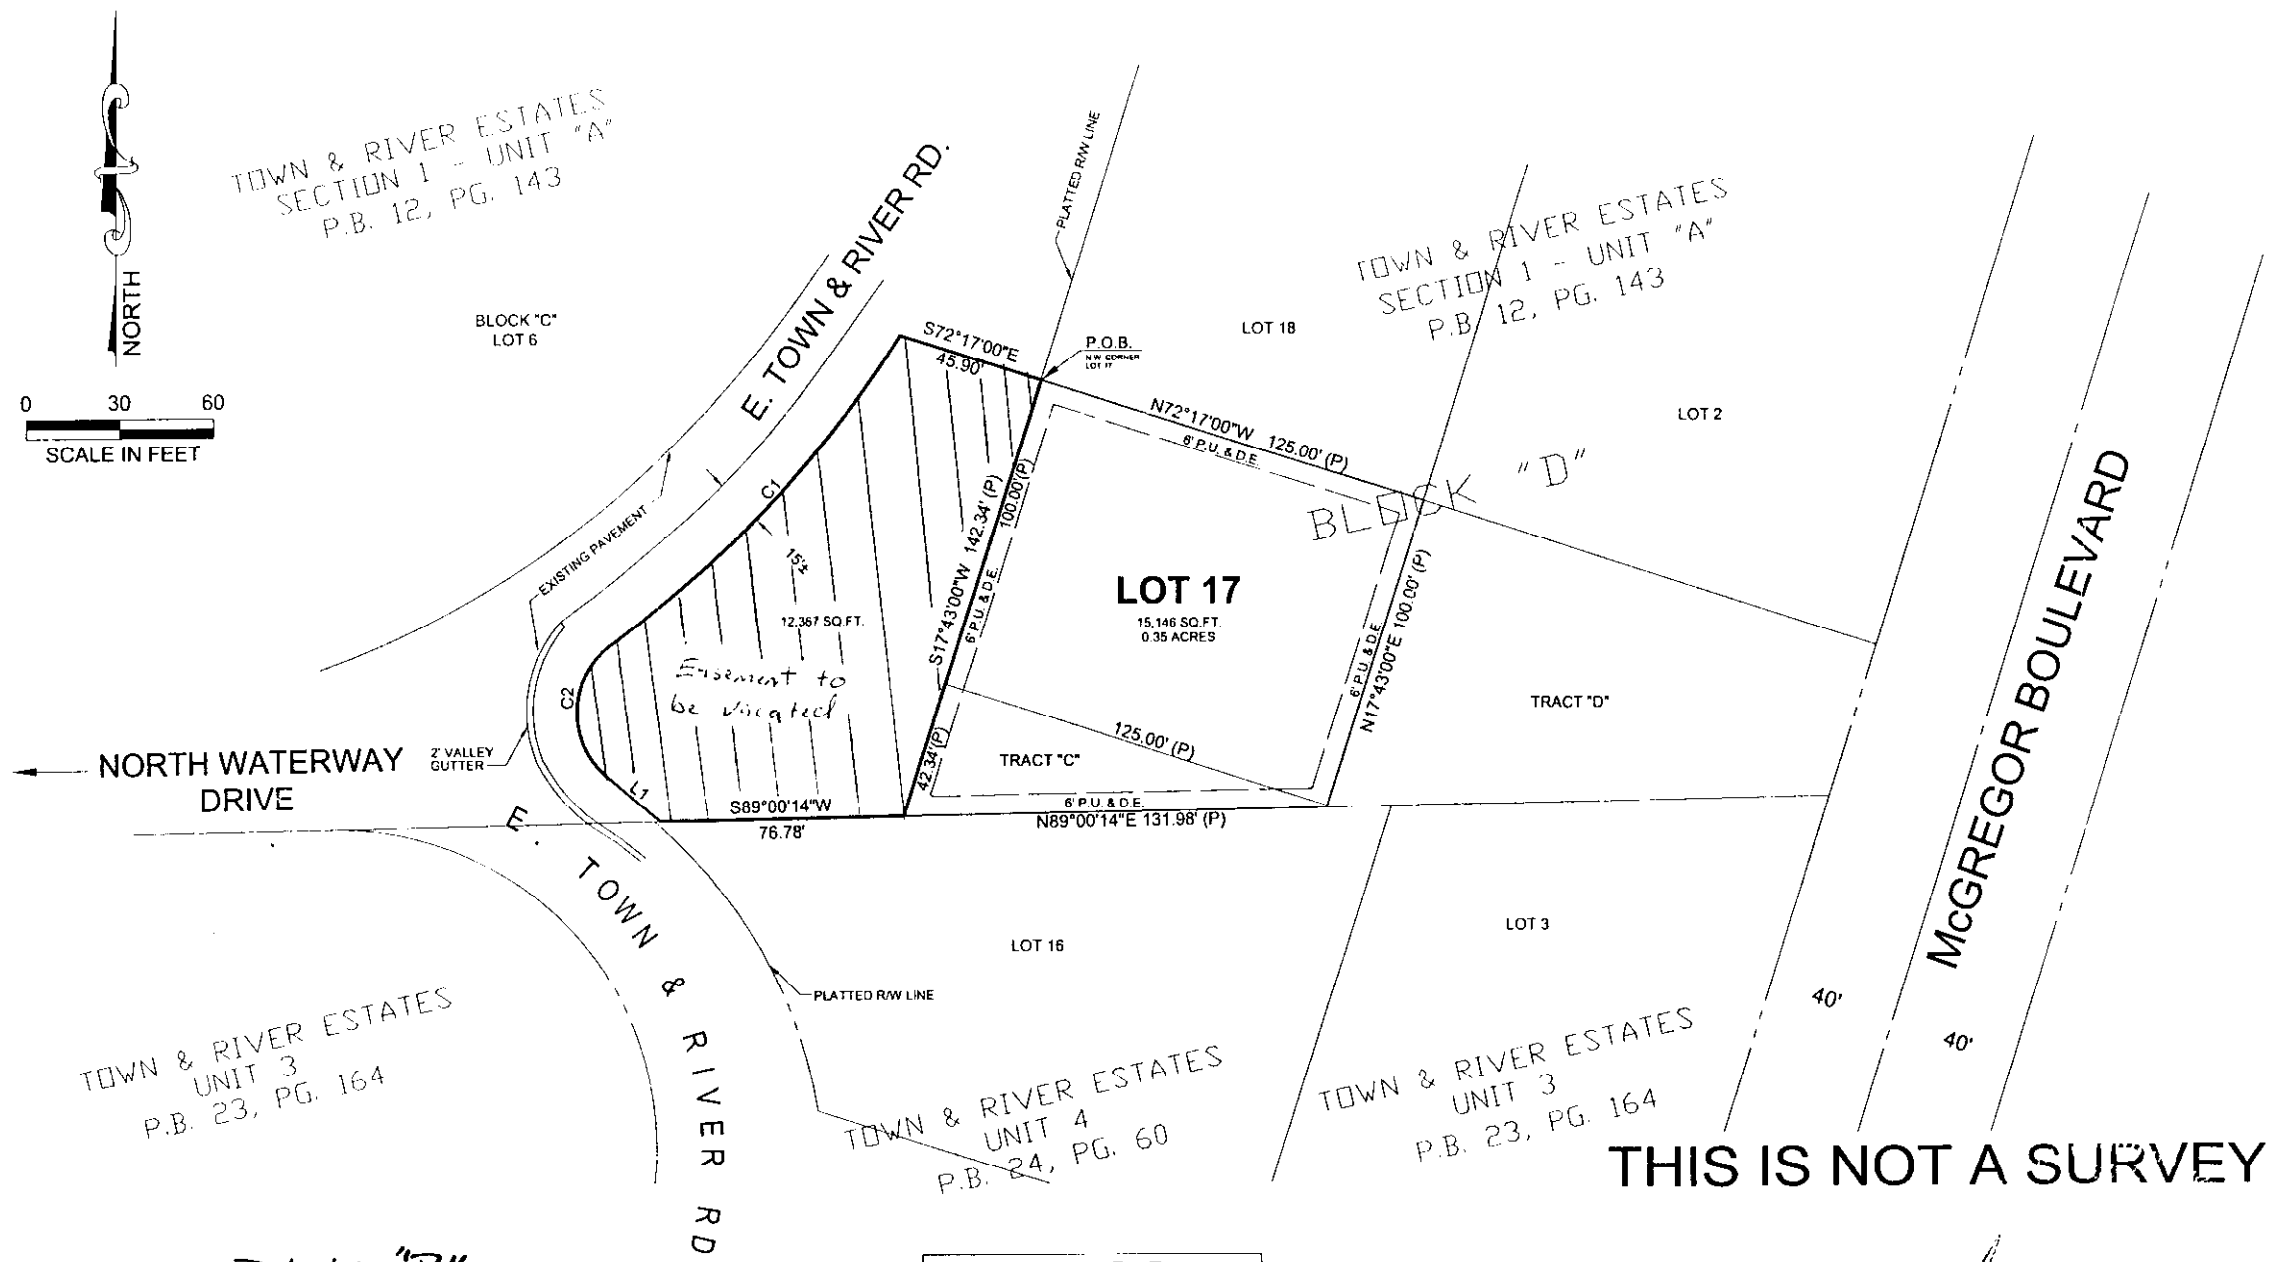 NORTH
0 30 60
SCALE IN FEET
TOWN & RIVER ESTATES
SECTION 1 - UNIT "A"
P.B. 12, PG. 143
BLOCK "C"
LOT 6
E. TOWN & RIVER RD.
PLATTED R/W LINE
TOWN & RIVER ESTATES
SECTION 1 - UNIT "A"
P.B. 12, PG. 143
S72°17'00"E
45.90'
P.O.B.
N.W. CORNER
LOT 17
LOT 18
LOT 2
N72°17'00"W 125.00' (P)
6' P.U. & D.E.
BLOCK "D"
EXISTING PAVEMENT
C1
15'±
12,367 SQ.FT.
S17°43'00"W 142.34' (P)
100.00' (P)
6' P.U. & D.E.
LOT 17
15,146 SQ.FT.
0.35 ACRES
6' P.U. & D.E.
N17°43'00"E 100.00' (P)
Easement to
be vacated
C2
TRACT "D"
McGREGOR BOULEVARD
NORTH WATERWAY
DRIVE
2' VALLEY
GUTTER
L1
S89°00'14"W
76.78'
42.34' (P)
TRACT "C"
125.00' (P)
6' P.U. & D.E.
N89°00'14"E 131.98' (P)
E. TOWN & RIVER RD
PLATTED R/W LINE
LOT 16
LOT 3
40'
40'
TOWN & RIVER ESTATES
UNIT 3
P.B. 23, PG. 164
TOWN & RIVER ESTATES
UNIT 4
P.B. 24, PG. 60
TOWN & RIVER ESTATES
UNIT 3
P.B. 23, PG. 164
THIS IS NOT A SURVEY